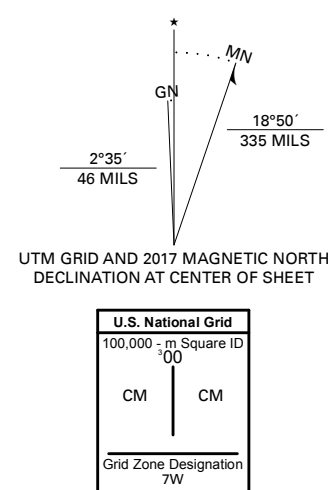 ★
MN
GN
18°50´
335 MILS
2°35´
46 MILS
UTM GRID AND 2017 MAGNETIC NORTH
DECLINATION AT CENTER OF SHEET
U.S. National Grid
100,000 - m Square ID
³00
CM CM
Grid Zone Designation
7W